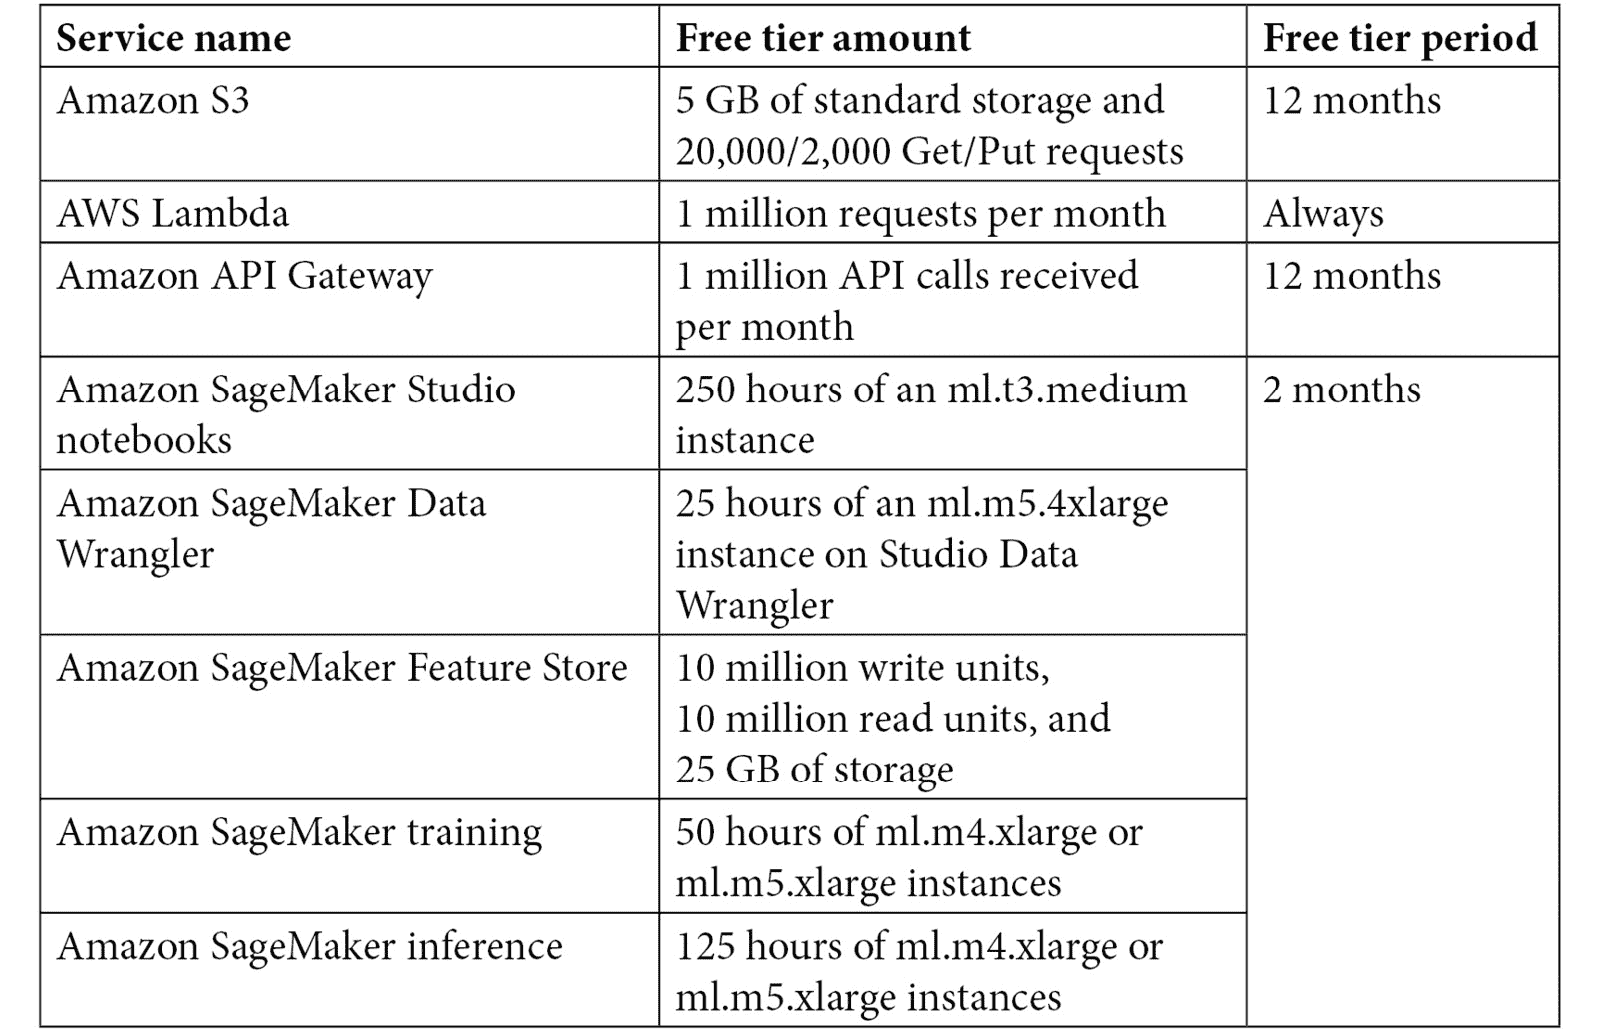 Service name
Free tier amount
Free tier period
Amazon S3
5 GB of standard storage and
20,000/2,000 Get/Put requests
12 months
AWS Lambda
1 million requests per month
Always
Amazon API Gateway
1 million API calls received
per month
12 months
Amazon SageMaker Studio
notebooks
250 hours of an ml.t3.medium
instance
2 months
Amazon SageMaker Data
Wrangler
25 hours of an ml.m5.4xlarge
instance on Studio Data
Wrangler
Amazon SageMaker Feature Store
10 million write units,
10 million read units, and
25 GB of storage
Amazon SageMaker training
50 hours of ml.m4.xlarge or
ml.m5.xlarge instances
Amazon SageMaker inference
125 hours of ml.m4.xlarge or
ml.m5.xlarge instances